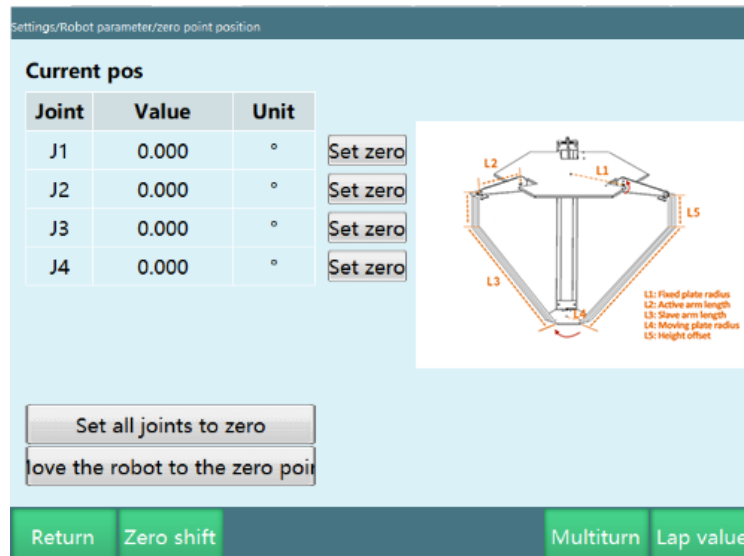 Settings/Robot parameter/zero point position
Current pos
Joint Value Unit
J1 0.000 ° Set zero
J2 0.000 ° Set zero
J3 0.000 ° Set zero
J4 0.000 ° Set zero
L2
L1
L5
L3
L4
L1: Fixed plate radius
L2: Active arm length
L3: Slave arm length
L4: Moving plate radius
L5: Height offset
Set all joints to zero
love the robot to the zero poin
Return Zero shift Multiturn Lap value